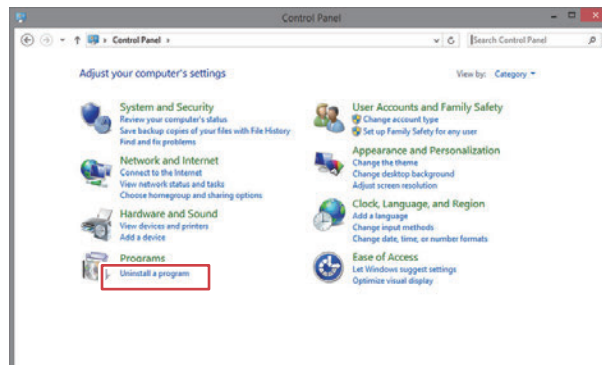 Control Panel
Control Panel
Search Control Panel
Adjust your computer's settings
View by: Category
System and Security
Review your computer's status
Save backup copies of your files with File History
Find and fix problems
Network and Internet
Connect to the Internet
View network status and tasks
Choose homegroup and sharing options
Hardware and Sound
View devices and printers
Add a device
Programs
Uninstall a program
User Accounts and Family Safety
Change account type
Set up Family Safety for any user
Appearance and Personalization
Change the theme
Change desktop background
Adjust screen resolution
Clock, Language, and Region
Add a language
Change input methods
Change date, time, or number formats
Ease of Access
Let Windows suggest settings
Optimize visual display